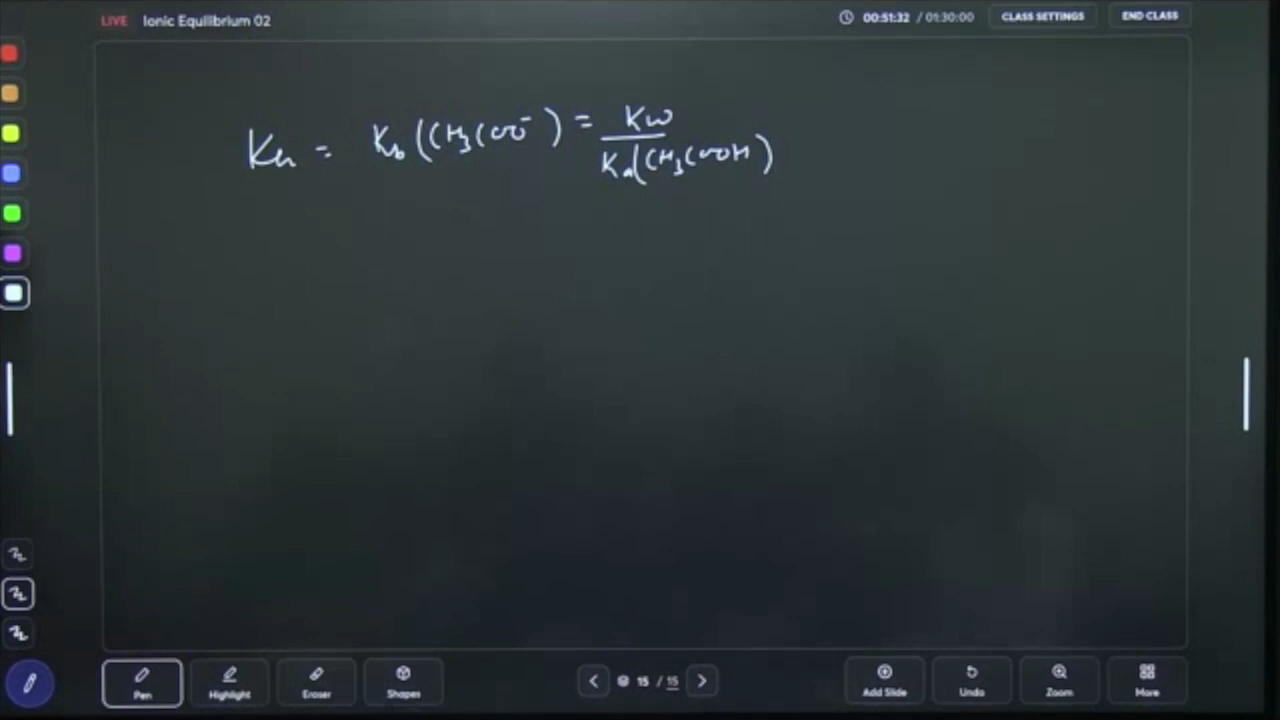 LIVE Ionic Equilibrium 02
00:51:32 / 01:30:00 CLASS SETTINGS END CLASS
Kh = Kb (CH3COO-) = Kw / Ka(CH3COOH)
Pen Highlight Eraser Shapes
15 / 15
Add Slide Undo Zoom More